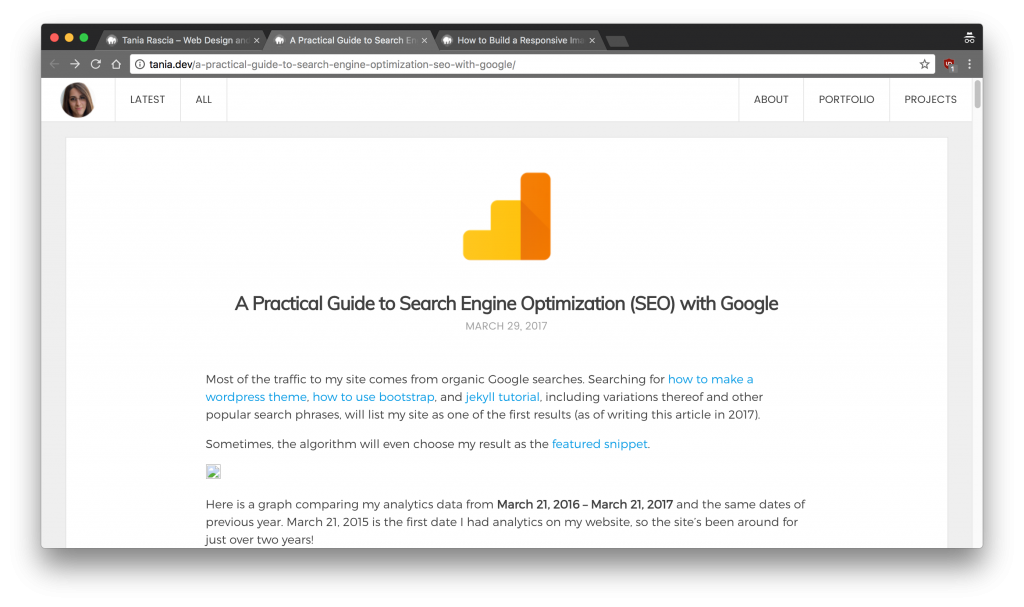 Tania Rascia – Web Design and
A Practical Guide to Search En
How to Build a Responsive Ima
tania.dev/a-practical-guide-to-search-engine-optimization-seo-with-google/
1
LATEST
ALL
ABOUT
PORTFOLIO
PROJECTS
A Practical Guide to Search Engine Optimization (SEO) with Google
MARCH 29, 2017
Most of the traffic to my site comes from organic Google searches. Searching for how to make a
wordpress theme, how to use bootstrap, and jekyll tutorial, including variations thereof and other
popular search phrases, will list my site as one of the first results (as of writing this article in 2017).
Sometimes, the algorithm will even choose my result as the featured snippet.
Here is a graph comparing my analytics data from March 21, 2016 – March 21, 2017 and the same dates of
previous year. March 21, 2015 is the first date I had analytics on my website, so the site's been around for
just over two years!